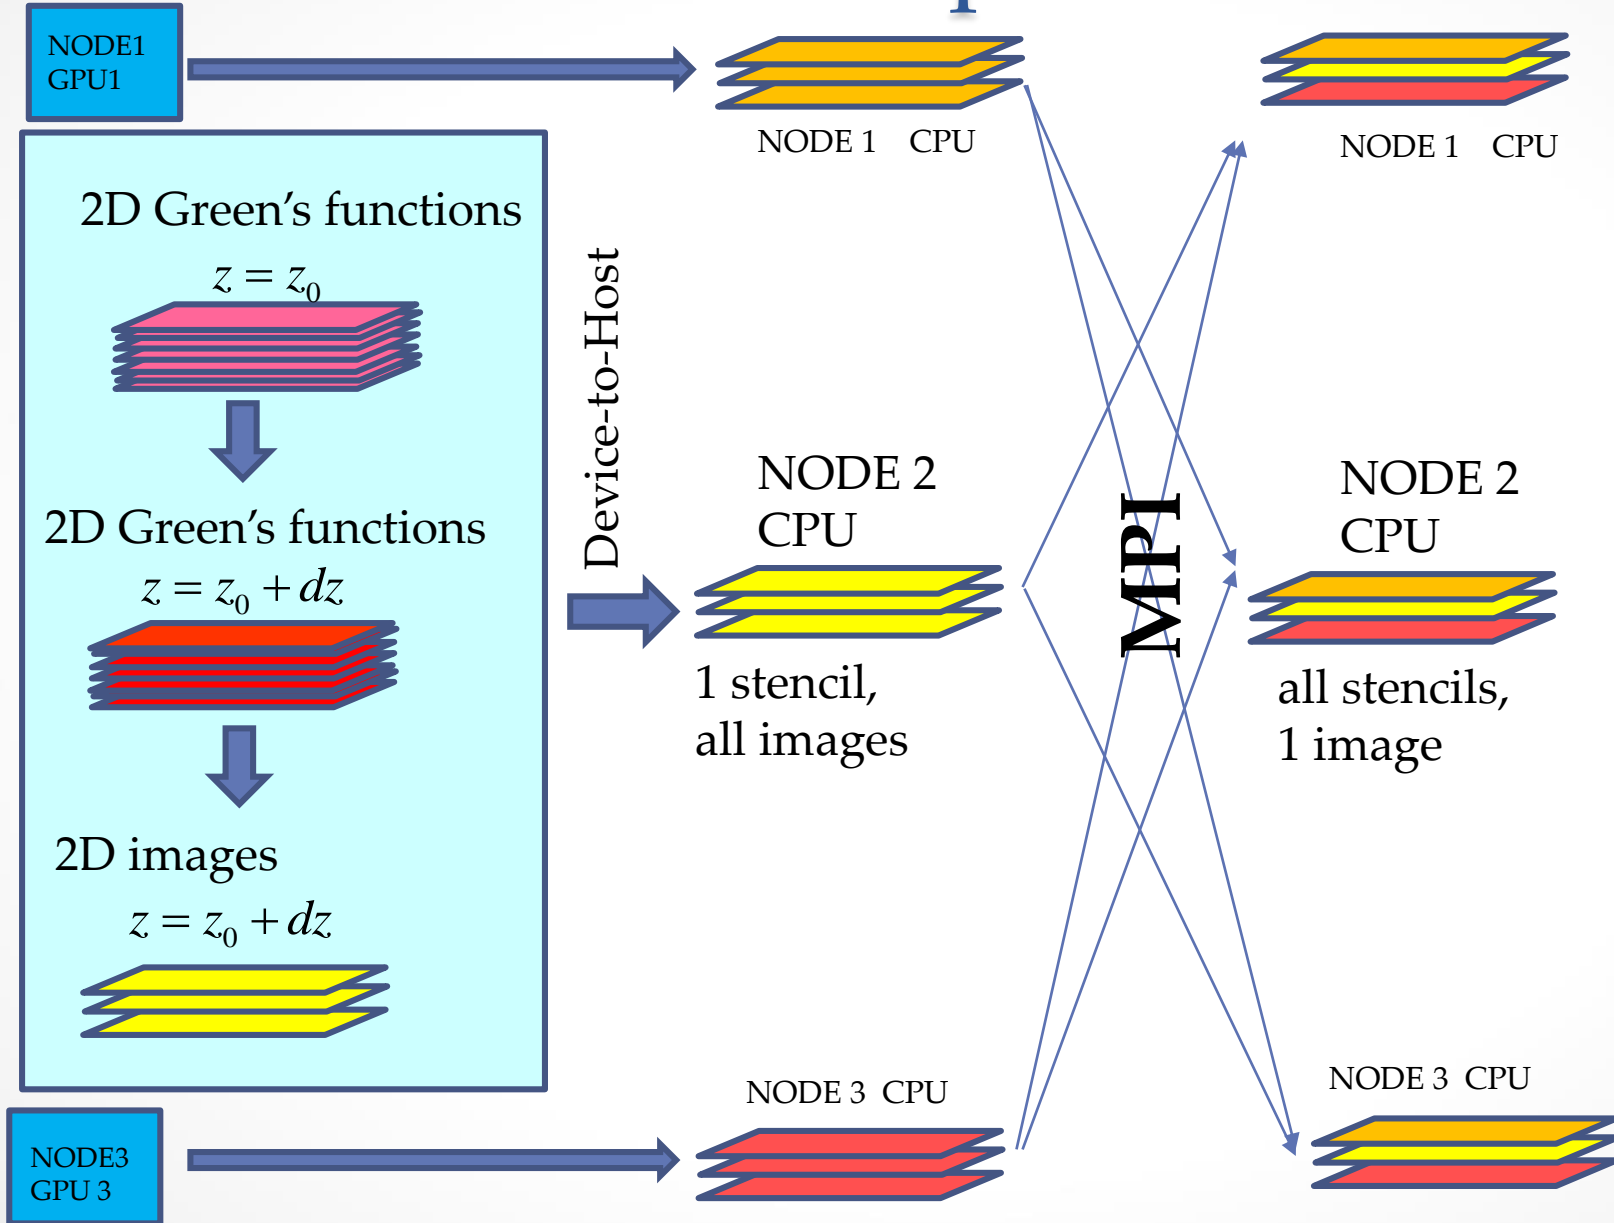 NODE1
GPU1
NODE 1 CPU
NODE 1 CPU
2D Green's functions
z = z₀
2D Green's functions
z = z₀ + dz
2D images
z = z₀ + dz
Device-to-Host
NODE 2
CPU
1 stencil,
all images
MPI
NODE 2
CPU
all stencils,
1 image
NODE 3 CPU
NODE 3 CPU
NODE3
GPU 3